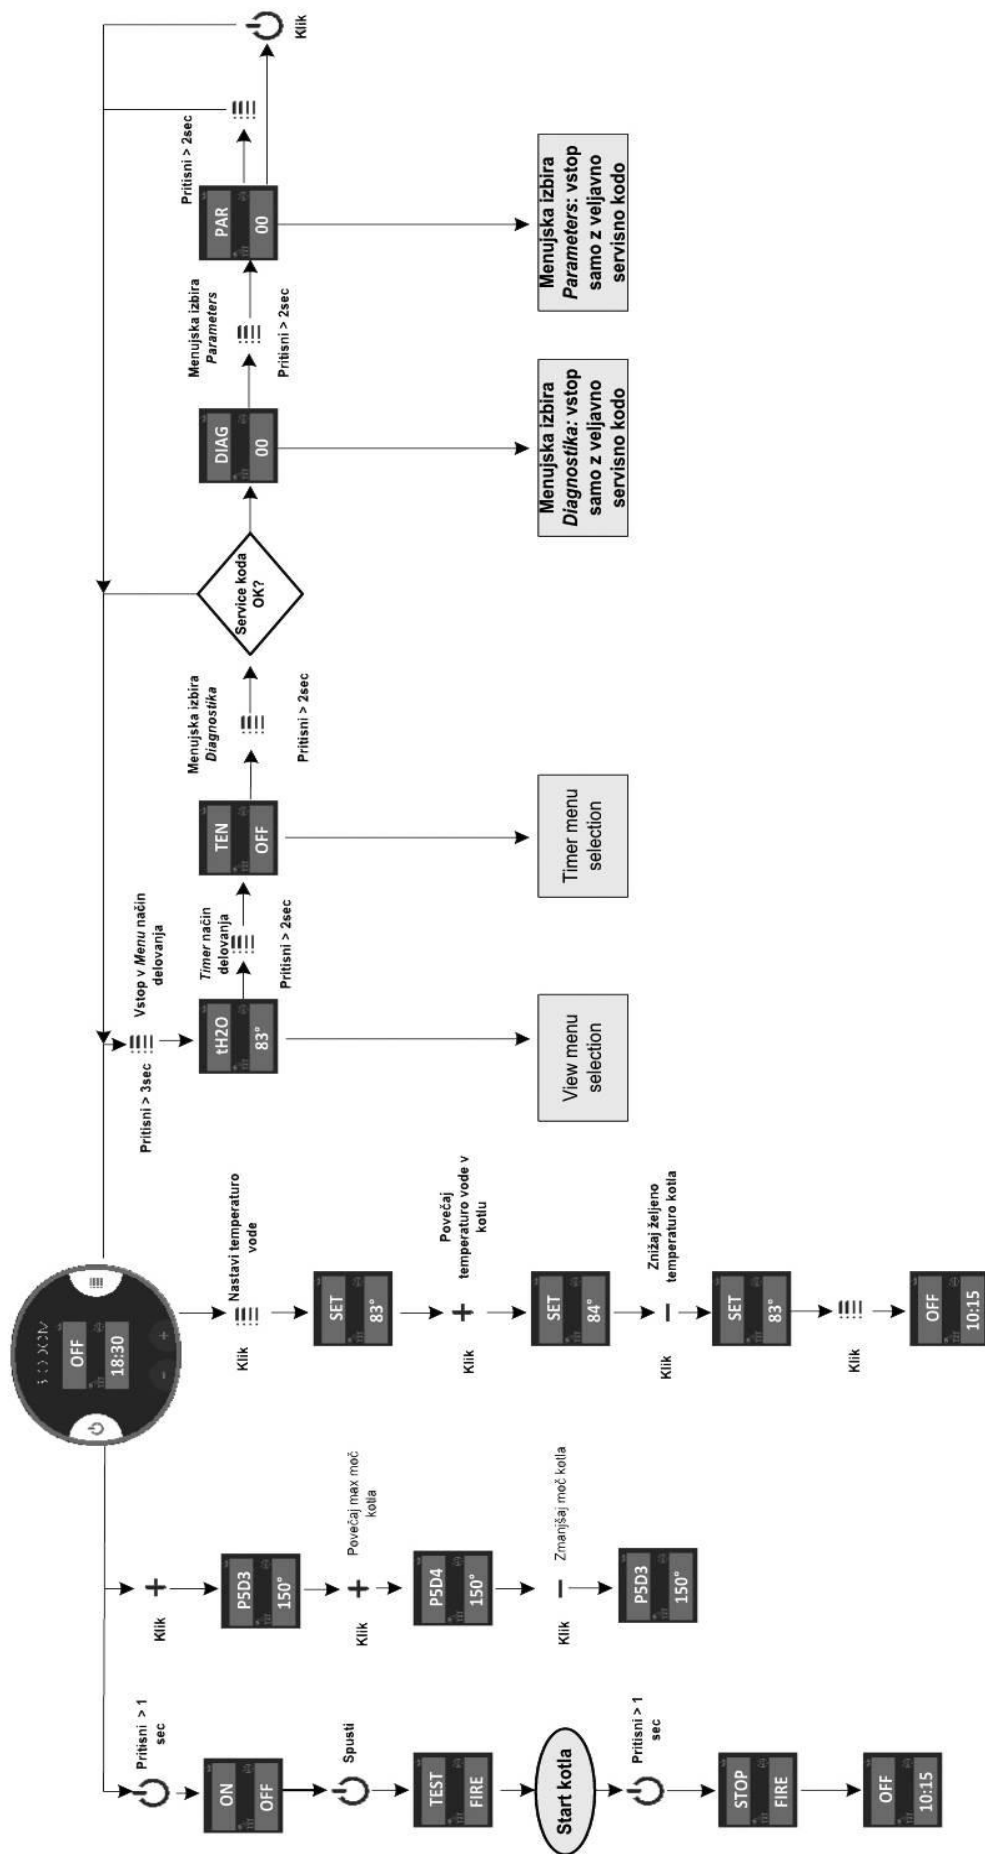 OFF
18:30
Pritisni > 1
sec
ON
OFF
Spusti
TEST
FIRE
Start kotla
Pritisni > 1
sec
STOP
FIRE
OFF
10:15
Klik
P5D3
150°
Klik
Povečaj max moč
kotla
P5D4
150°
Klik
Zmanjšaj moč kotla
P5D3
150°
Klik
Nastavi temperaturo
vode
SET
83°
Klik
Povečaj
temperaturo vode v
kotlu
SET
84°
Klik
Znižaj željeno
temperaturo kotla
SET
83°
Klik
OFF
10:15
Pritisni > 3sec
Vstop v Menu način
delovanja
tH2O
83°
View menu
selection
Timer način
delovanja
Pritisni > 2sec
TEN
OFF
Timer menu
selection
Menujska izbira
Diagnostika
Pritisni > 2sec
Service koda
OK?
DIAG
00
Menujska izbira
Diagnostika: vstop
samo z veljavno
servisno kodo
Menujska izbira
Parameters
Pritisni > 2sec
PAR
00
Menujska izbira
Parameters: vstop
samo z veljavno
servisno kodo
Pritisni > 2sec
Klik